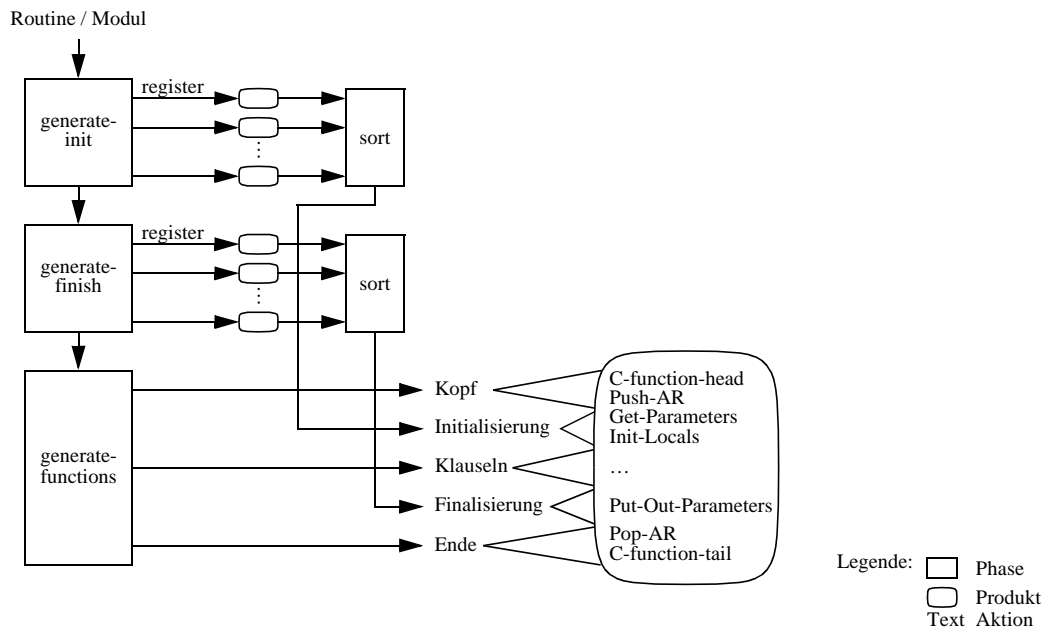 Routine / Modul
register
generate-
init
sort
register
generate-
finish
sort
generate-
functions
Kopf
Initialisierung
Klauseln
Finalisierung
Ende
C-function-head
Push-AR
Get-Parameters
Init-Locals
…
Put-Out-Parameters
Pop-AR
C-function-tail
Legende:
Phase
Produkt
Text Aktion